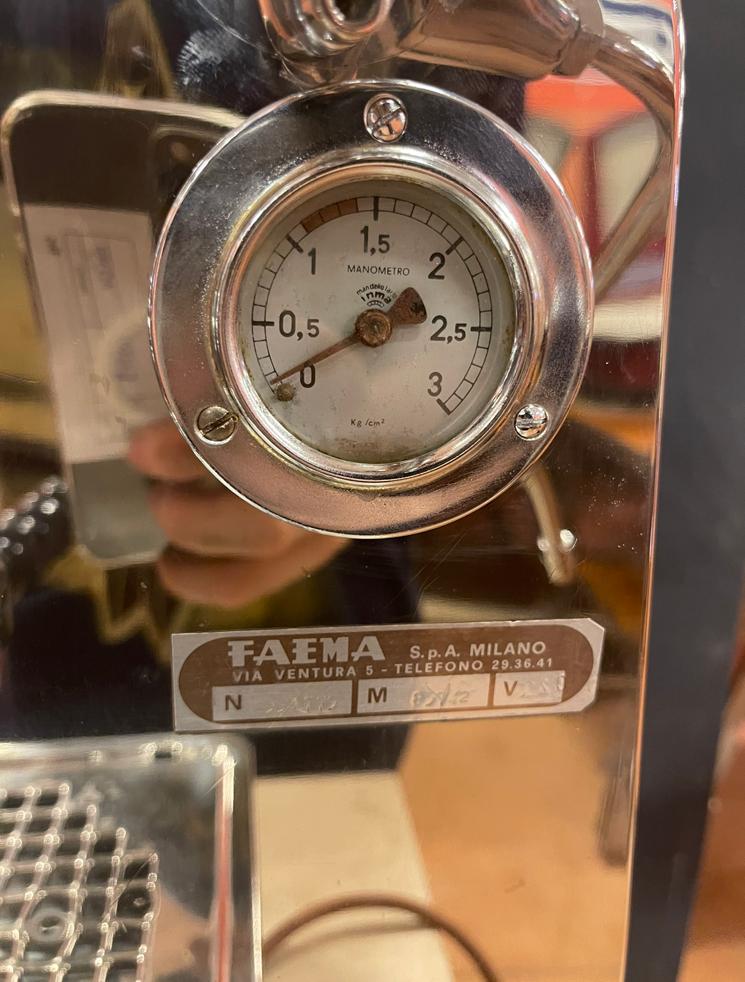 1,5
1
2
MANOMETRO
inma
0,5
2,5
0
3
Kg/cm²
FAEMA S.p.A. MILANO
VIA VENTURA 5 - TELEFONO 29.36.41
N M V